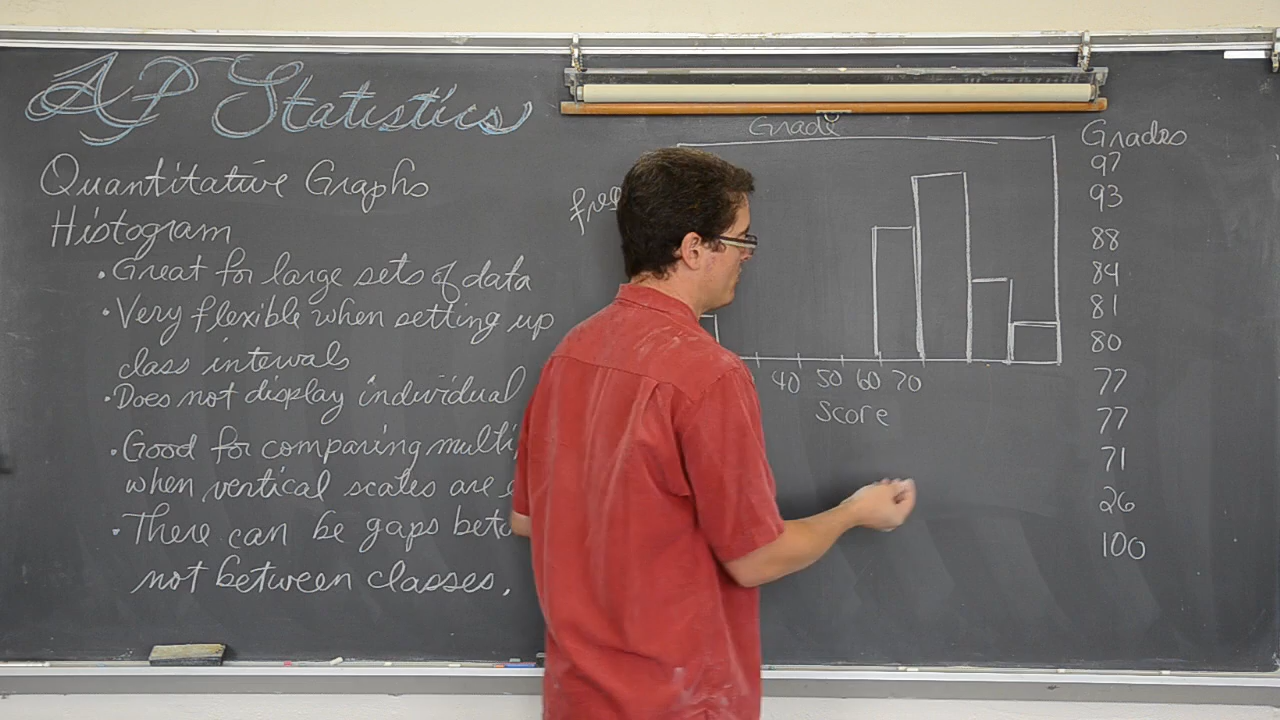 AP Statistics
Quantitative Graphs
Histogram
• Great for large sets of data
• Very flexible when setting up
class intervals
• Does not display individual
• Good for comparing
when vertical scales are
• There can be gaps
not between classes.
Grade
40 50 60 70
Score
Grades
97
93
88
84
81
80
77
77
71
26
100